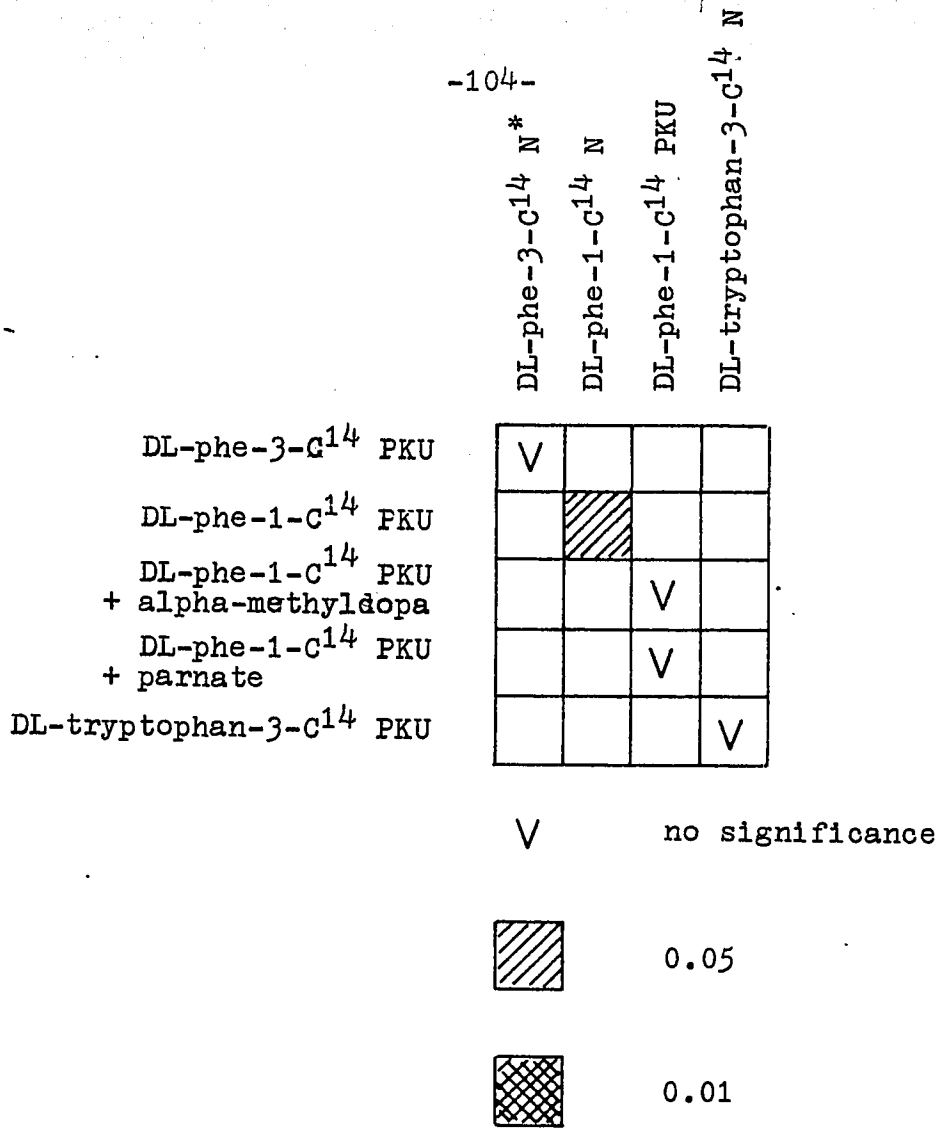 -104-
DL-phe-3-C14 N*
DL-phe-1-C14 N
DL-phe-1-C14 PKU
DL-tryptophan-3-C14 N
DL-phe-3-C14 PKU
V
DL-phe-1-C14 PKU
DL-phe-1-C14 PKU
+ alpha-methyldopa
V
DL-phe-1-C14 PKU
+ parnate
V
DL-tryptophan-3-C14 PKU
V
V no significance
0.05
0.01